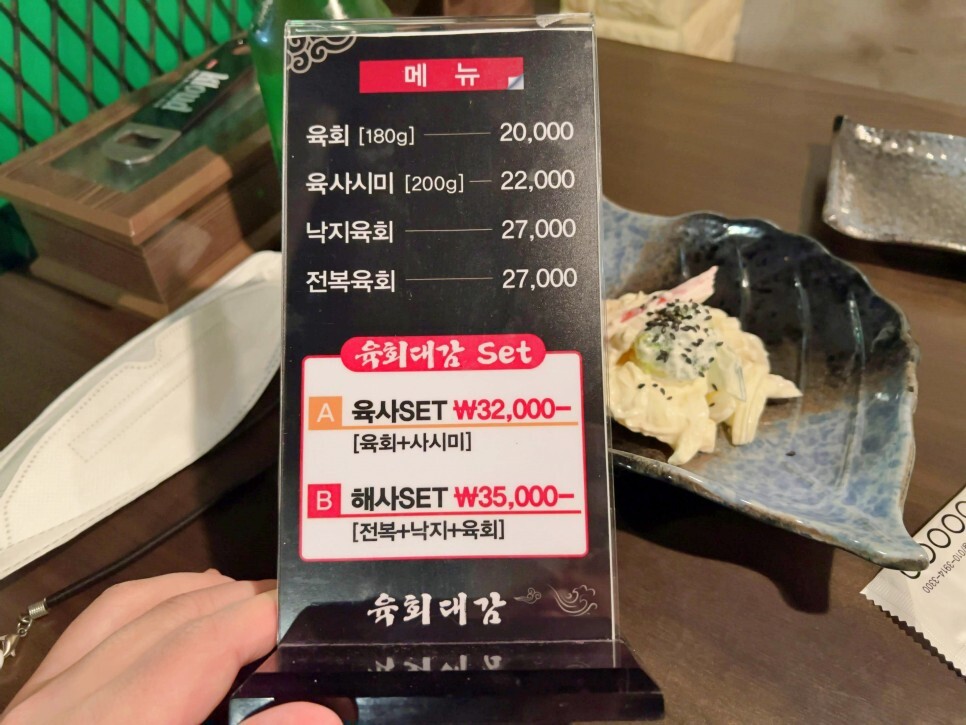 메 뉴
육회 [180g] 20,000
육사시미 [200g] 22,000
낙지육회 27,000
전복육회 27,000
육회대감 Set
A 육사SET ₩32,000-
[육회+사시미]
B 해사SET ₩35,000-
[전복+낙지+육회]
육회대감
Kloud